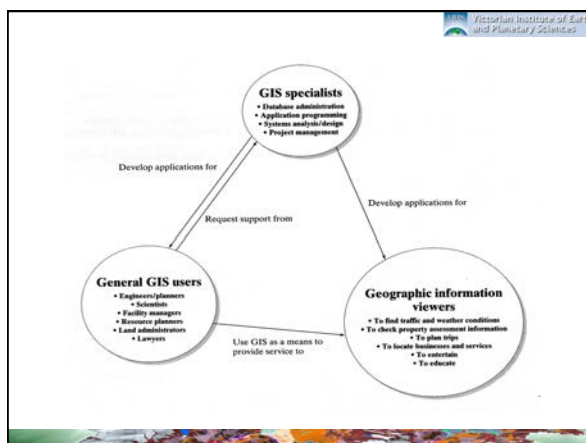 Victorian Institute of Eart
and Planetary Sciences
GIS specialists
• Database administration
• Application programming
• Systems analysis/design
• Project management
Develop applications for
Develop applications for
Request support from
General GIS users
• Engineers/planners
• Scientists
• Facility managers
• Resource planners
• Land administrators
• Lawyers
Geographic information
viewers
• To find traffic and weather conditions
• To check property assessment information
• To plan trips
• To locate businesses and services
• To entertain
• To educate
Use GIS as a means to
provide service to